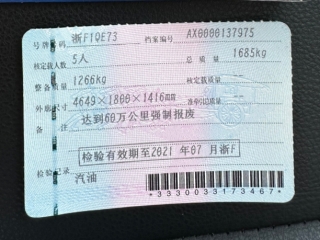 号牌号码 浙F1QE73 档案编号 AX0000137975
核定载人数 5人 总质量 1685kg
整备质量 1266kg 核定载质量
外廓尺寸 4649×1800×1416mm 准牵引总质量
备注 达到60万公里强制报废
检验有效期至2021年07月浙F
检验记录 汽油
*3300033173467*